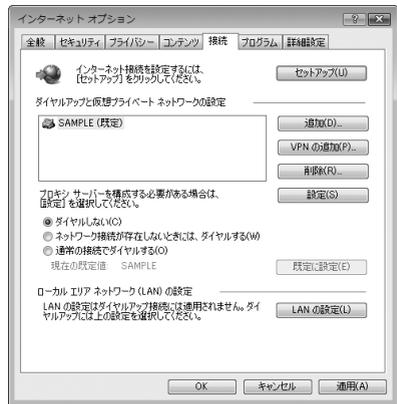 インターネット オプション
全般 セキュリティ プライバシー コンテンツ 接続 プログラム 詳細設定
インターネット接続を設定するには、
[セットアップ] をクリックしてください。
セットアップ(U)
ダイヤルアップと仮想プライベート ネットワークの設定
SAMPLE (既定)
追加(D)...
VPN の追加(P)...
削除(R)...
プロキシ サーバーを構成する必要がある場合は、
[設定] を選択してください。
設定(S)
ダイヤルしない(C)
ネットワーク接続が存在しないときには、ダイヤルする(W)
通常の接続でダイヤルする(O)
現在の既定値: SAMPLE
既定に設定(E)
ローカル エリア ネットワーク (LAN) の設定
LAN の設定はダイヤルアップ接続には適用されません。ダイ
ヤルアップには上の設定を選択してください。
LAN の設定(L)
OK キャンセル 適用(A)